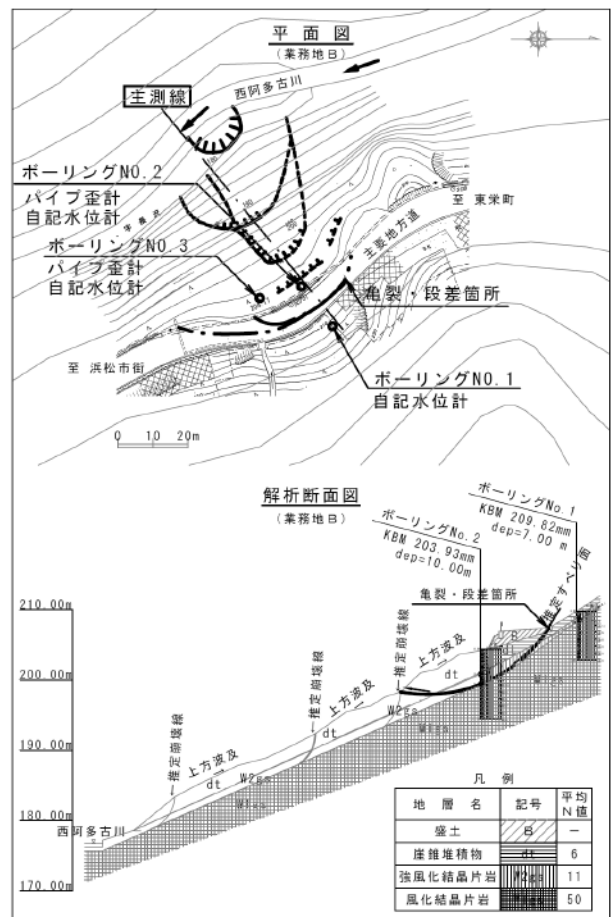 平面図
(業務地B)
西阿多古川
主測線
ボーリングNO.2
パイプ歪計
自記水位計
至 東栄町
主要地方道
ボーリングNO.3
パイプ歪計
自記水位計
亀裂・段差箇所
至 浜松市街
ボーリングNO.1
自記水位計
0 10 20m
解析断面図
(業務地B)
ボーリングNo.1
KBM 209.82mm
dep=7.00 m
ボーリングNo.2
KBM 203.93mm
dep=10.00m
亀裂・段差箇所
推定すべり面
210.00m
200.00m
190.00m
180.00m
170.00m
B
dt
上方波及
dt
推定崩壊線
W1gs
上方波及
dt
推定崩壊線
W2gs
W1gs
上方波及
dt
推定崩壊線
W2gs
W1gs
西阿多古川
凡 例
地層名 記号 平均N値
盛土 B −
崖錐堆積物 dt 6
強風化結晶片岩 W2gs 11
風化結晶片岩 W1gs 50